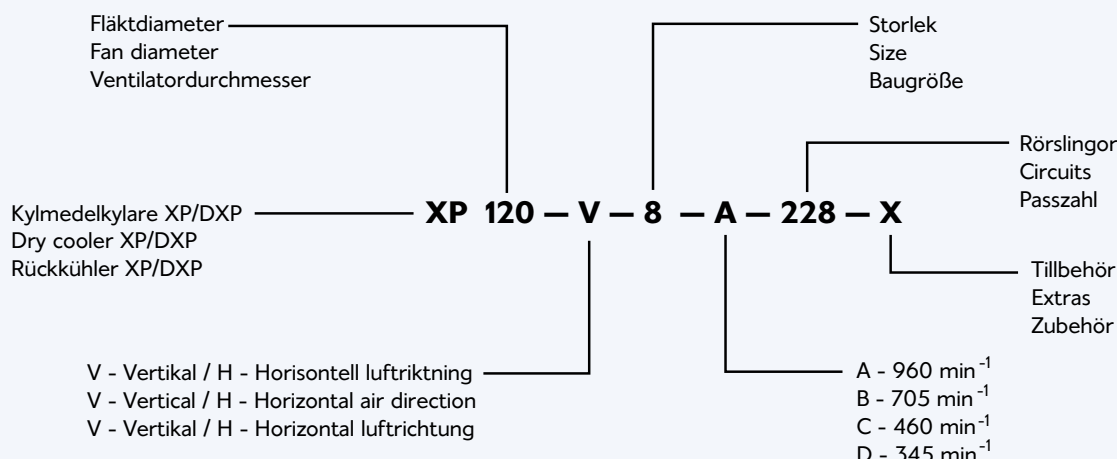 Fläktdiameter
Fan diameter
Ventilatordurchmesser
Storlek
Size
Baugröße
Rörslingor
Circuits
Passzahl
Kylmedelkylare XP/DXP
Dry cooler XP/DXP
Rückkühler XP/DXP
XP 120 – V – 8 – A – 228 – X
Tillbehör
Extras
Zubehör
V - Vertikal / H - Horisontell luftriktning
V - Vertical / H - Horizontal air direction
V - Vertikal / H - Horizontal luftrichtung
A - 960 min⁻¹
B - 705 min⁻¹
C - 460 min⁻¹
D - 345 min⁻¹